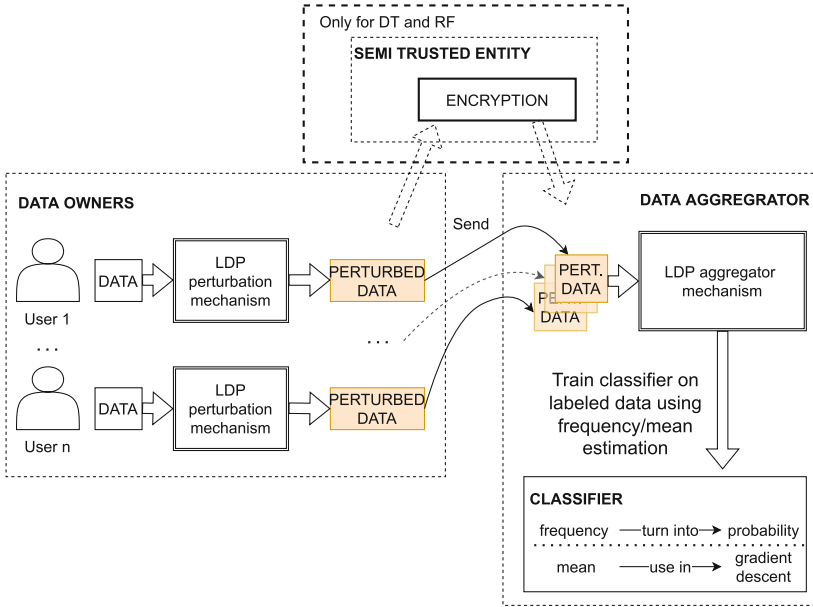 Only for DT and RF
SEMI TRUSTED ENTITY
ENCRYPTION
DATA OWNERS
DATA
LDP
perturbation
mechanism
PERTURBED
DATA
User 1
Send
. . .
. . .
DATA
LDP
perturbation
mechanism
PERTURBED
DATA
User n
DATA AGGREGRATOR
PERT.
DATA
PERT.
DATA
LDP aggregator
mechanism
Train classifier on
labeled data using
frequency/mean
estimation
CLASSIFIER
frequency turn into probability
mean use in gradient
descent